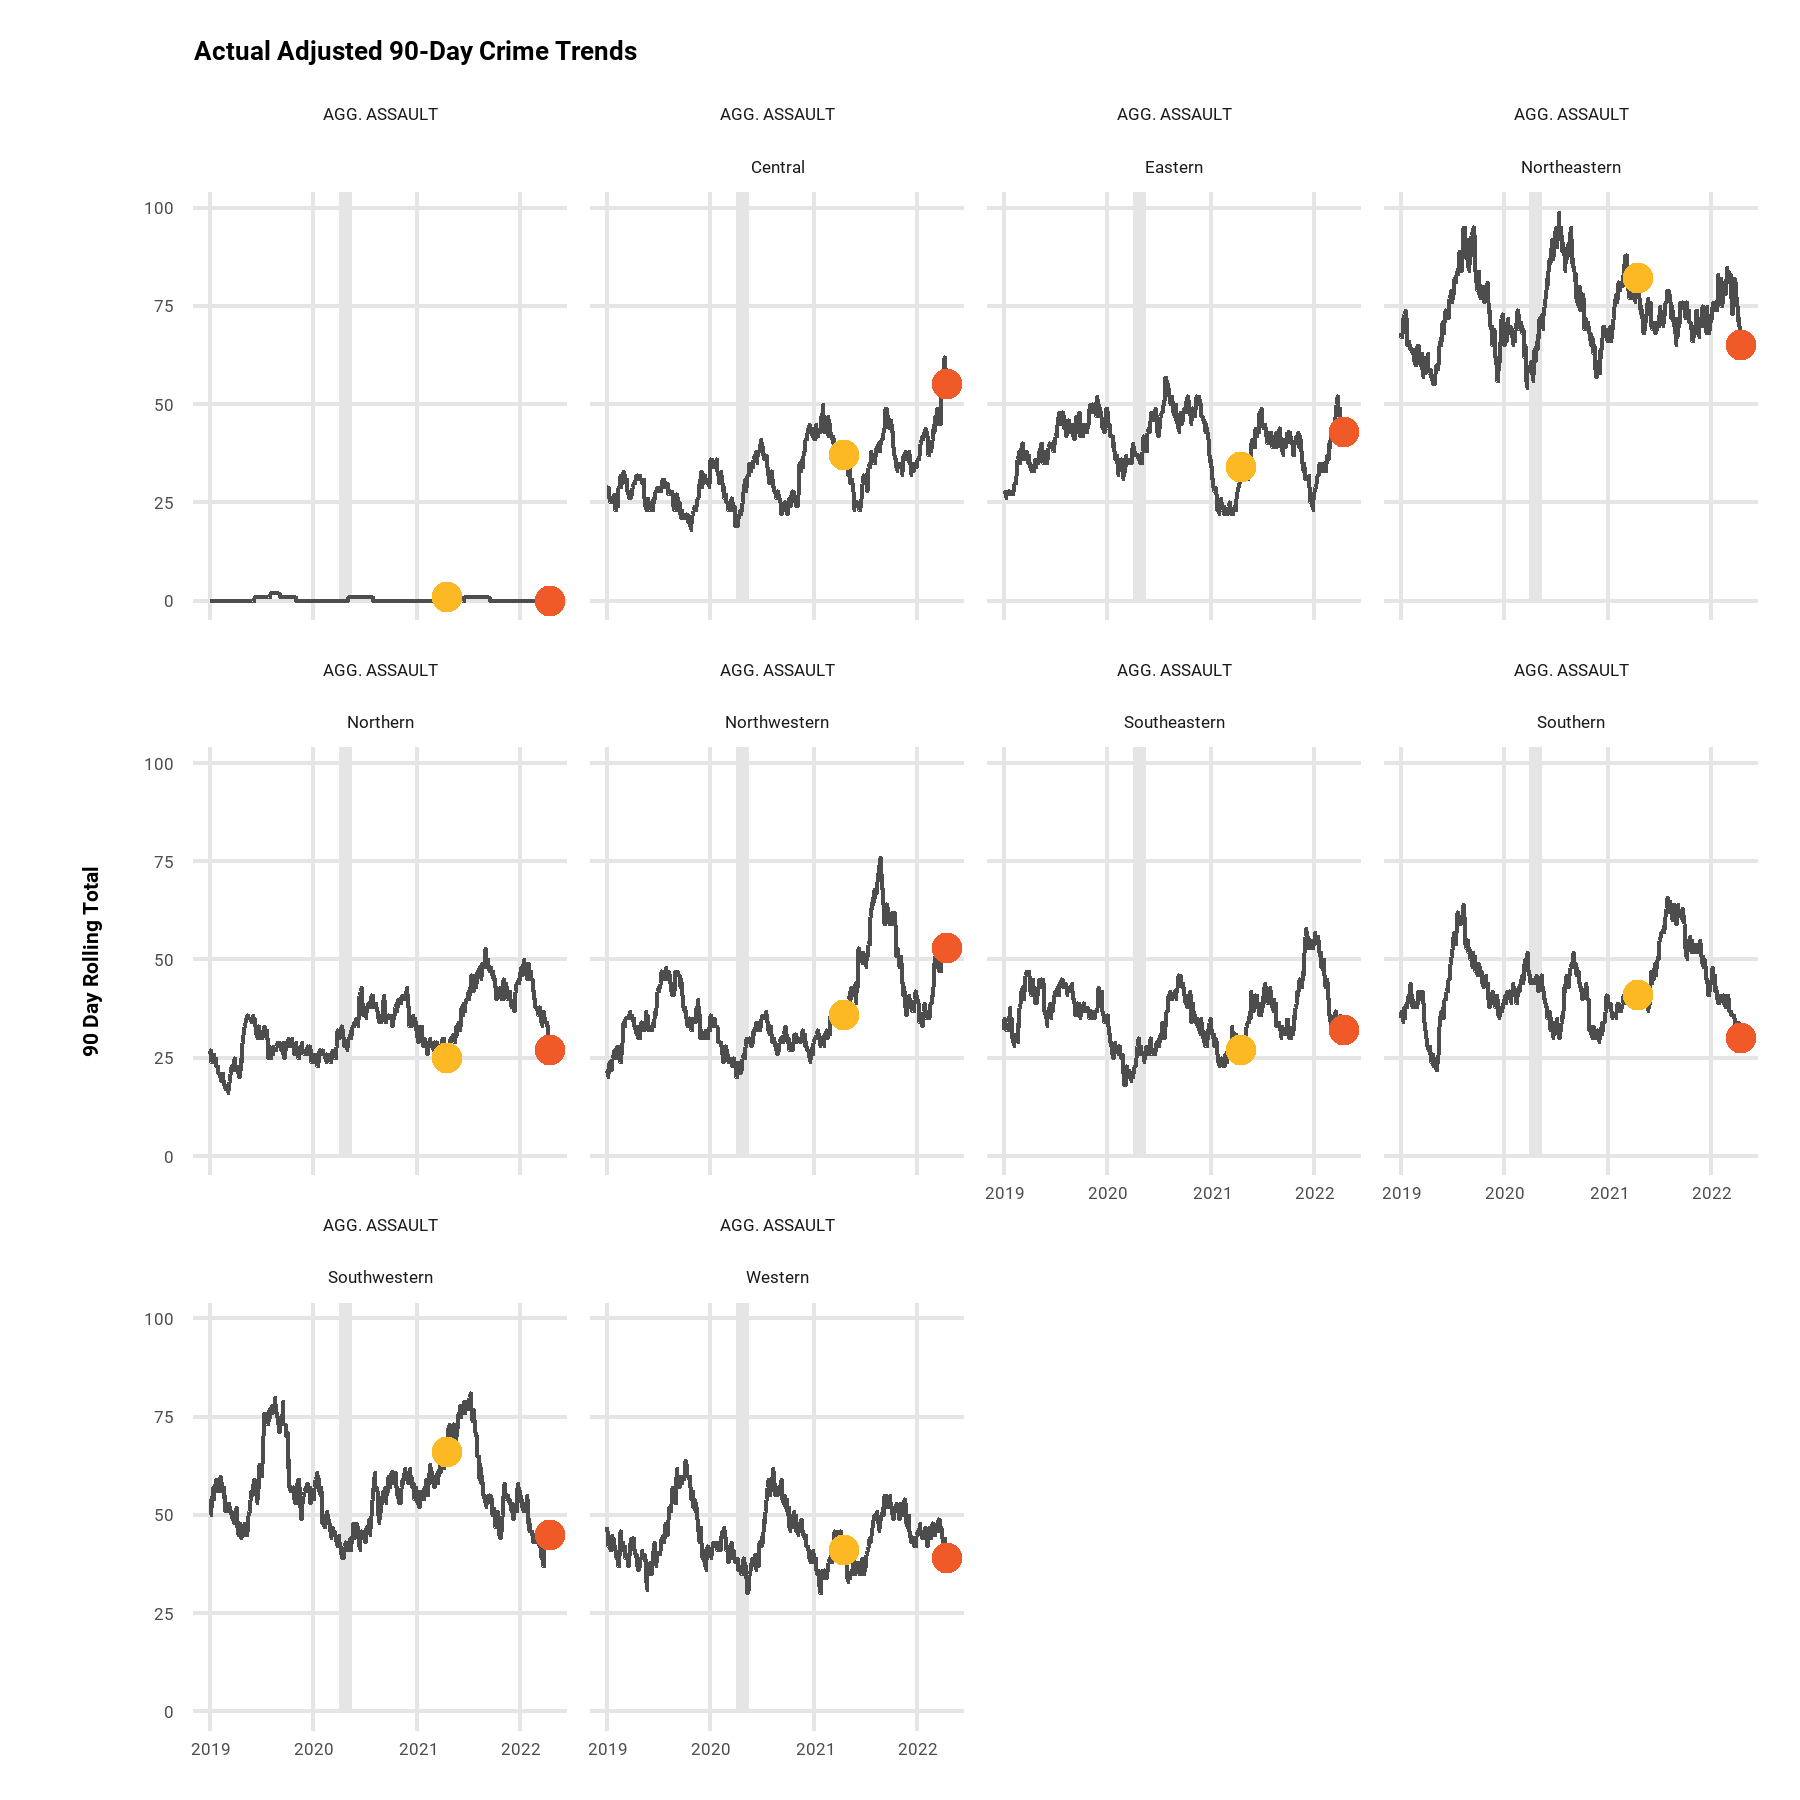 Actual Adjusted 90-Day Crime Trends
AGG. ASSAULT
AGG. ASSAULT
AGG. ASSAULT
AGG. ASSAULT
Central
Eastern
Northeastern
100
75
50
25
0
AGG. ASSAULT
AGG. ASSAULT
AGG. ASSAULT
AGG. ASSAULT
Northern
Northwestern
Southeastern
Southern
90 Day Rolling Total
100
75
50
25
0
2019 2020 2021 2022
2019 2020 2021 2022
AGG. ASSAULT
AGG. ASSAULT
Southwestern
Western
100
75
50
25
0
2019 2020 2021 2022
2019 2020 2021 2022